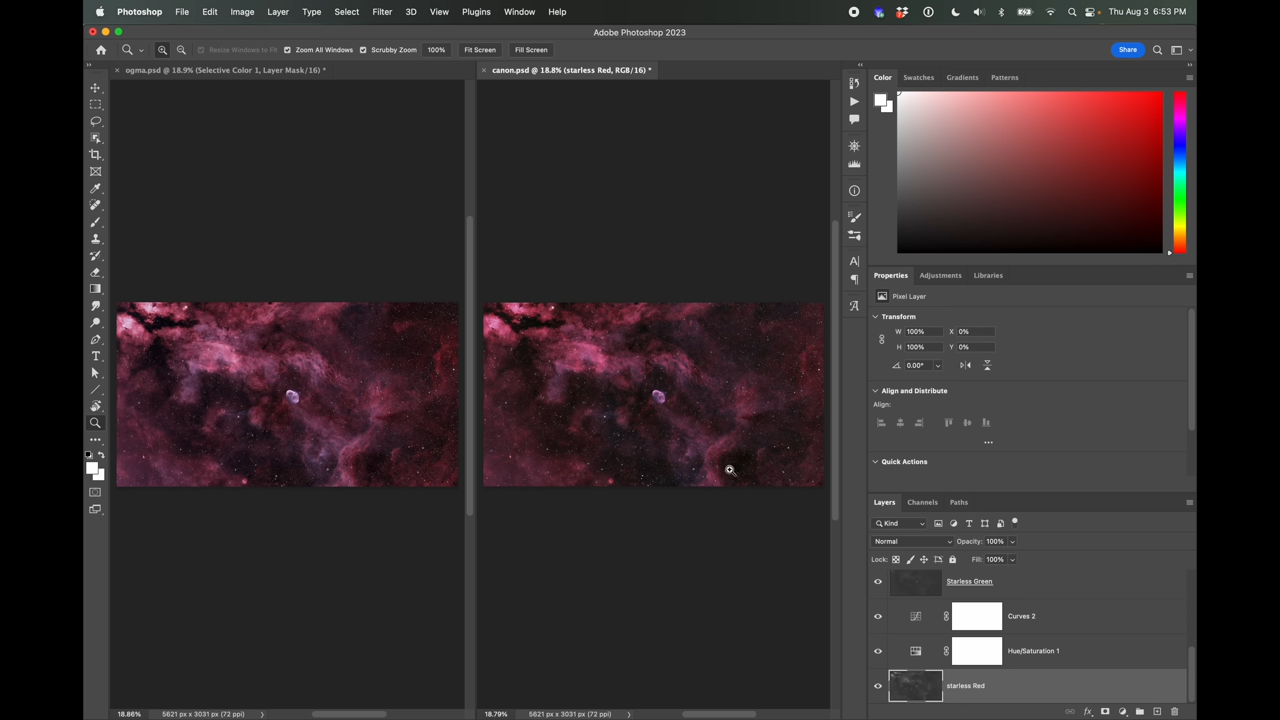 Photoshop File Edit Image Layer Type Select Filter 3D View Plugins Window Help Thu Aug 3 6:53 PM
Adobe Photoshop 2023
Resize Windows to Fit Zoom All Windows Scrubby Zoom 100% Fit Screen Fill Screen Share
ogma.psd @ 18.9% (Selective Color 1, Layer Mask/16) * canon.psd @ 18.8% (starless Red, RGB/16) *
Color Swatches Gradients Patterns
Properties Adjustments Libraries
Pixel Layer
Transform
W 100% X 0%
H 100% Y 0%
0.00°
Align and Distribute
Align:
Quick Actions
Layers Channels Paths
Kind
Normal Opacity: 100%
Lock: Fill: 100%
Starless Green
Curves 2
Hue/Saturation 1
starless Red
18.86% 5621 px x 3031 px (72 ppi) 18.79% 5621 px x 3031 px (72 ppi)